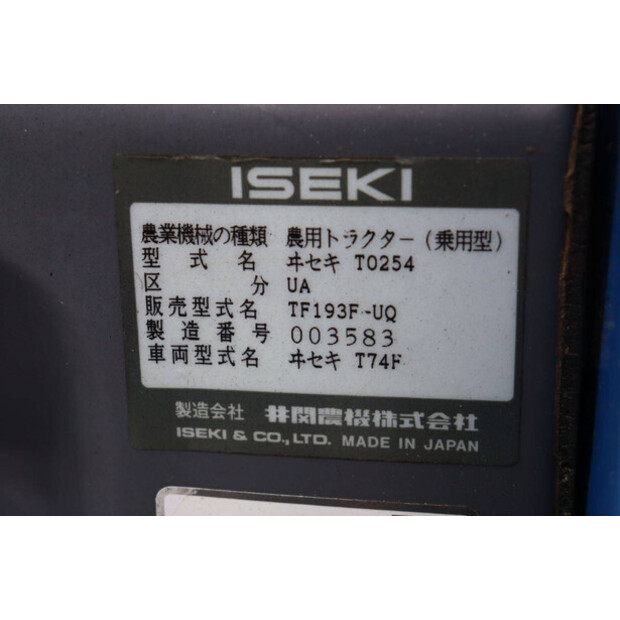 ISEKI
農業機械の種類 農用トラクター(乗用型)
型式名 ヰセキ T0254
区分 UA
販売型式名 TF193F-UQ
製造番号 003583
車両型式名 ヰセキ T74F
製造会社 井関農機株式会社
ISEKI & CO., LTD. MADE IN JAPAN